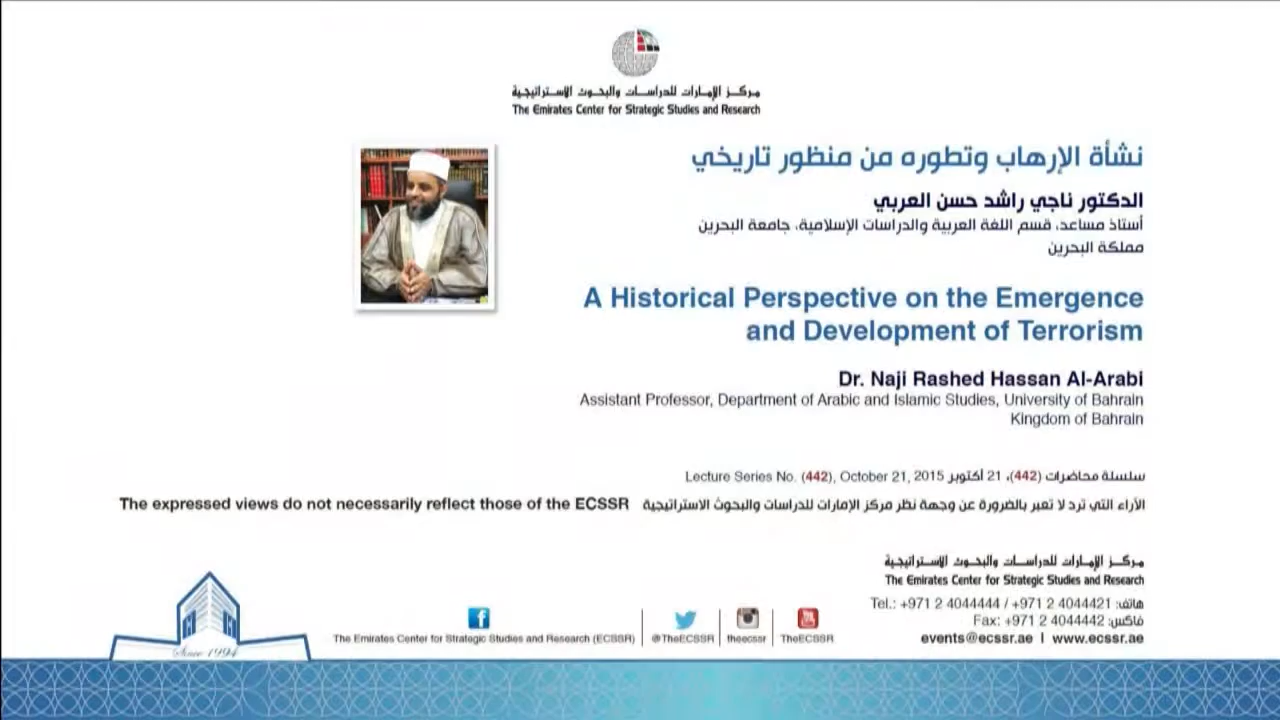 مركز الإمارات للدراسات والبحوث الاستراتيجية
The Emirates Center for Strategic Studies and Research
نشأة الإرهاب وتطوره من منظور تاريخي
الدكتور ناجي راشد حسن العربي
أستاذ مساعد، قسم اللغة العربية والدراسات الإسلامية، جامعة البحرين
مملكة البحرين
A Historical Perspective on the Emergence
and Development of Terrorism
Dr. Naji Rashed Hassan Al-Arabi
Assistant Professor, Department of Arabic and Islamic Studies, University of Bahrain
Kingdom of Bahrain
سلسلة محاضرات (442)، 21 أكتوبر 2015 Lecture Series No. (442), October 21, 2015
The expressed views do not necessarily reflect those of the ECSSR الآراء التي ترد لا تعبر بالضرورة عن وجهة نظر مركز الإمارات للدراسات والبحوث الاستراتيجية
مركز الإمارات للدراسات والبحوث الاستراتيجية
The Emirates Center for Strategic Studies and Research
Tel.: +971 2 4044444 / +971 2 4044421 :هاتف
Fax: +971 2 4044442 :فاكس
events@ecssr.ae | www.ecssr.ae
The Emirates Center for Strategic Studies and Research (ECSSR) @TheECSSR theecssr TheECSSR
Since 1994